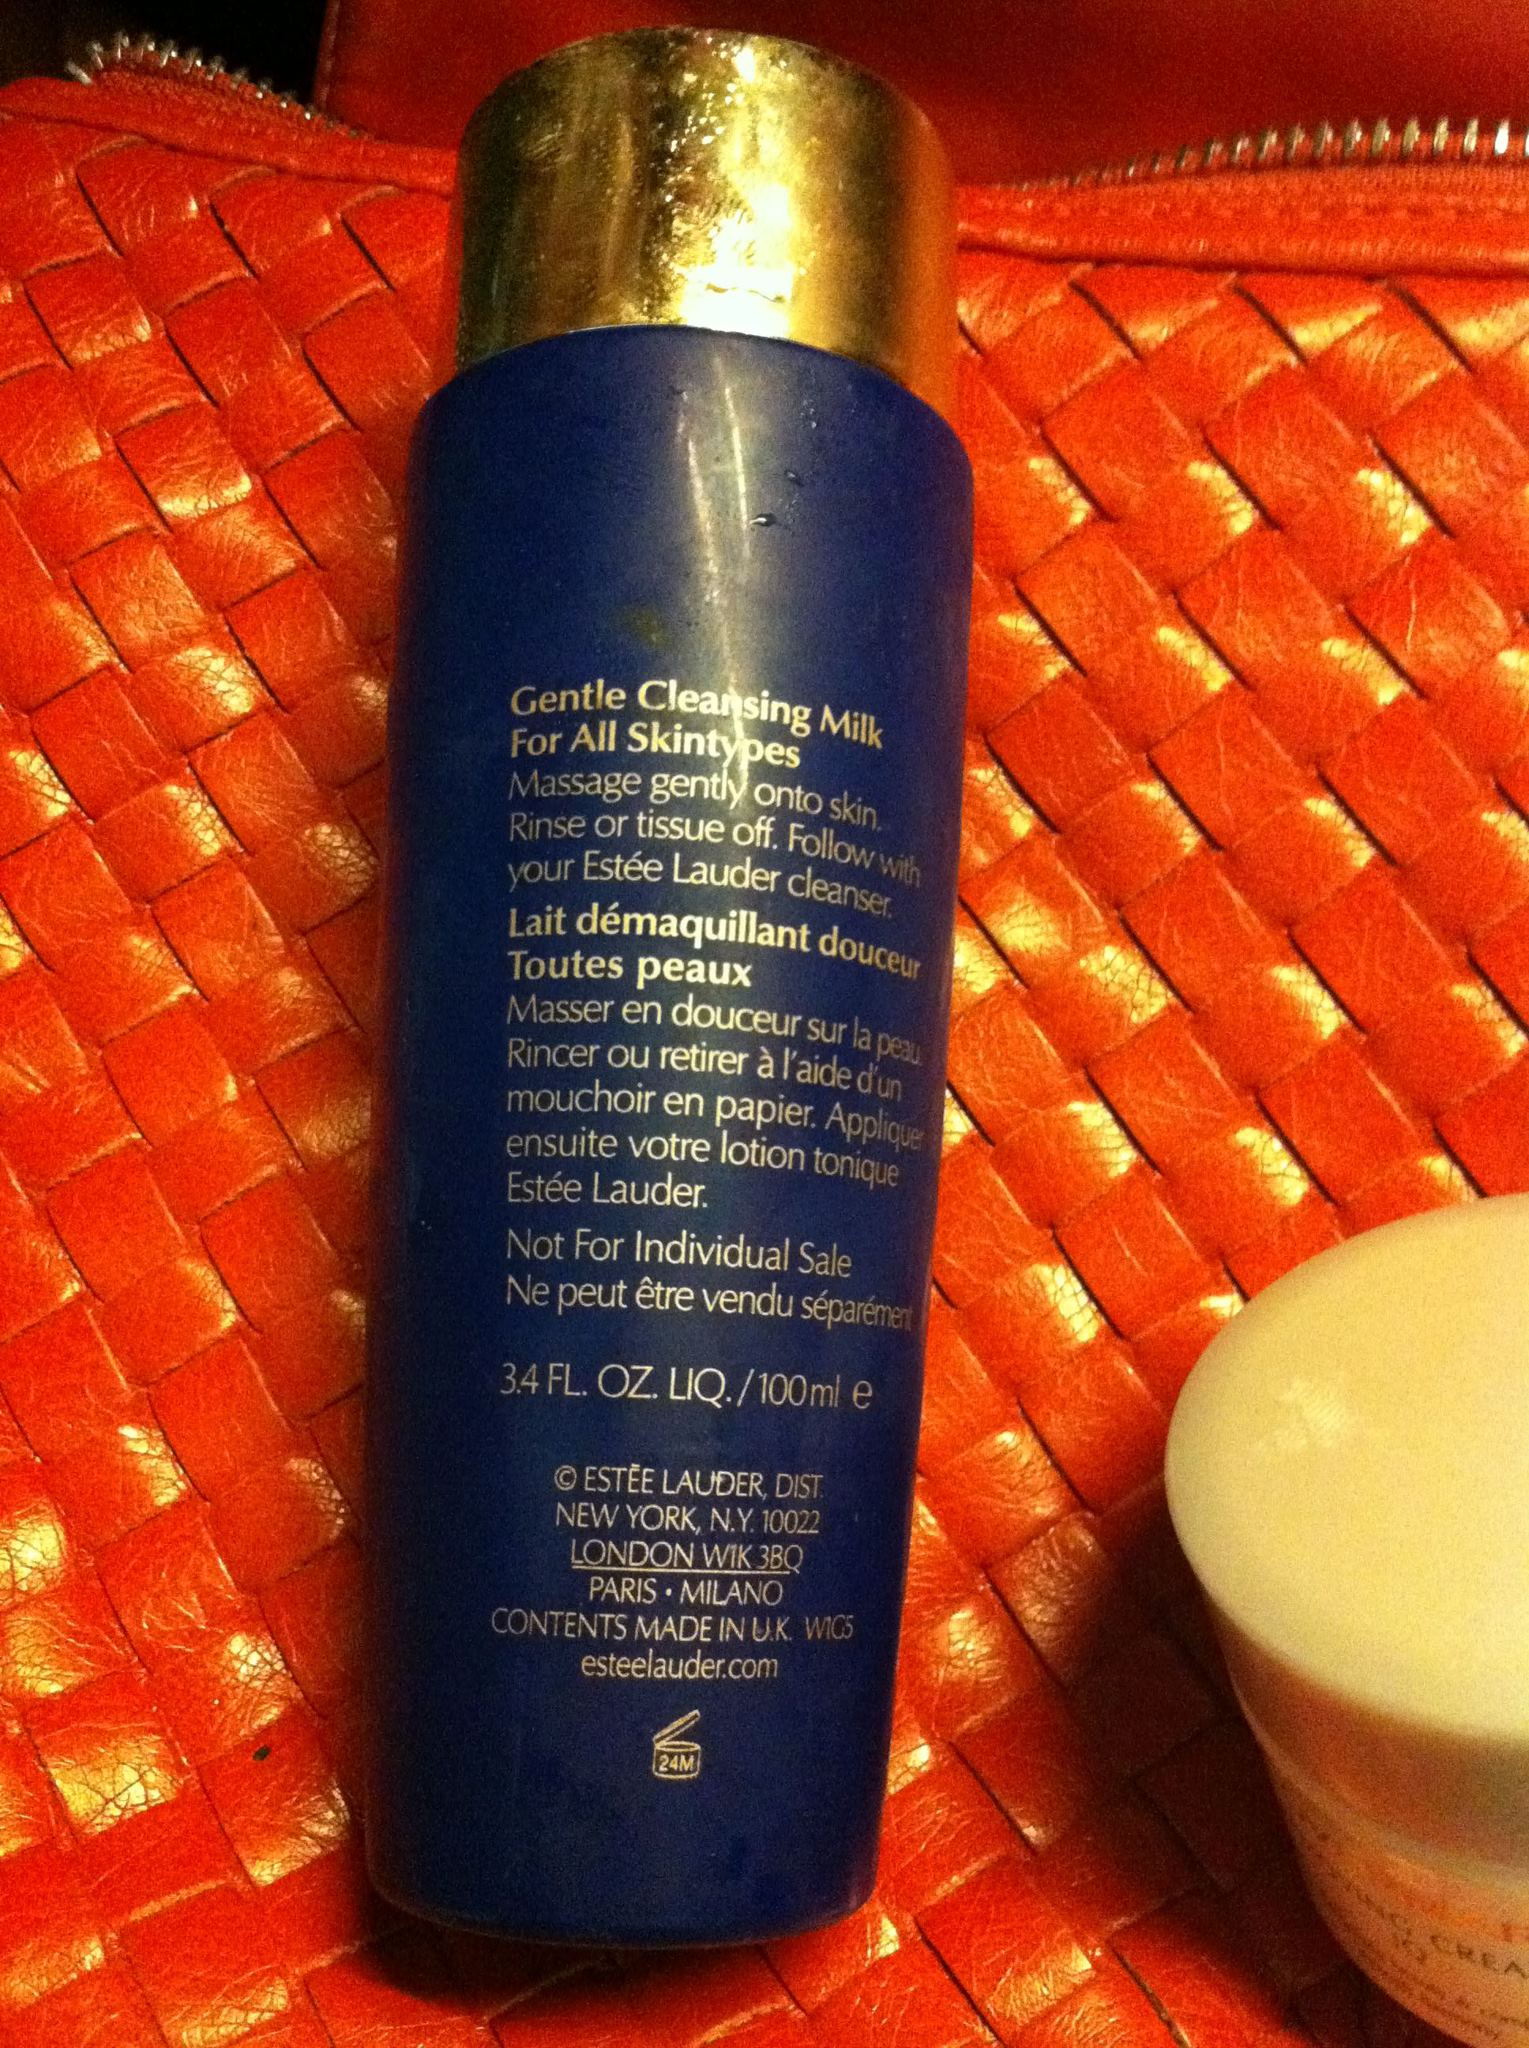 Gentle Cleansing Milk
For All Skintypes
Massage gently onto skin.
Rinse or tissue off. Follow with
your Estée Lauder cleanser.
Lait démaquillant douceur
Toutes peaux
Masser en douceur sur la peau.
Rincer ou retirer à l'aide d'un
mouchoir en papier. Appliquer
ensuite votre lotion tonique
Estée Lauder.
Not For Individual Sale
Ne peut être vendu séparément
3.4 FL. OZ. LIQ./100ml e
© ESTĒE LAUDER, DIST.
NEW YORK, N.Y. 10022
LONDON W1K 3BQ
PARIS • MILANO
CONTENTS MADE IN U.K. W1G5
esteelauder.com
24M